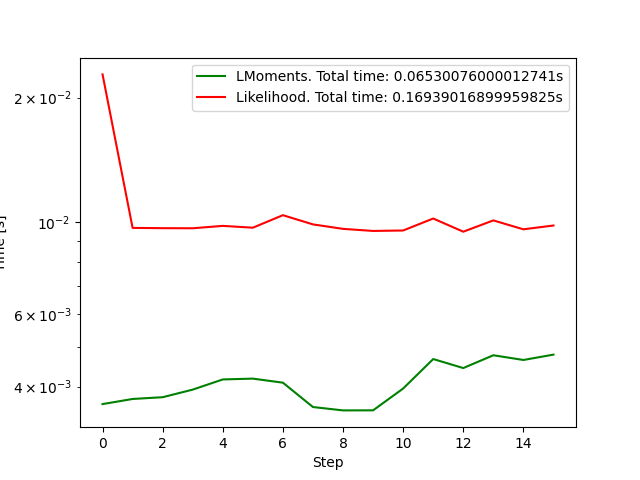 LMoments. Total time: 0.06530076000012741s
Likelihood. Total time: 0.16939016899959825s
2 × 10⁻²
10⁻²
6 × 10⁻³
4 × 10⁻³
[s]
0 2 4 6 8 10 12 14
Step